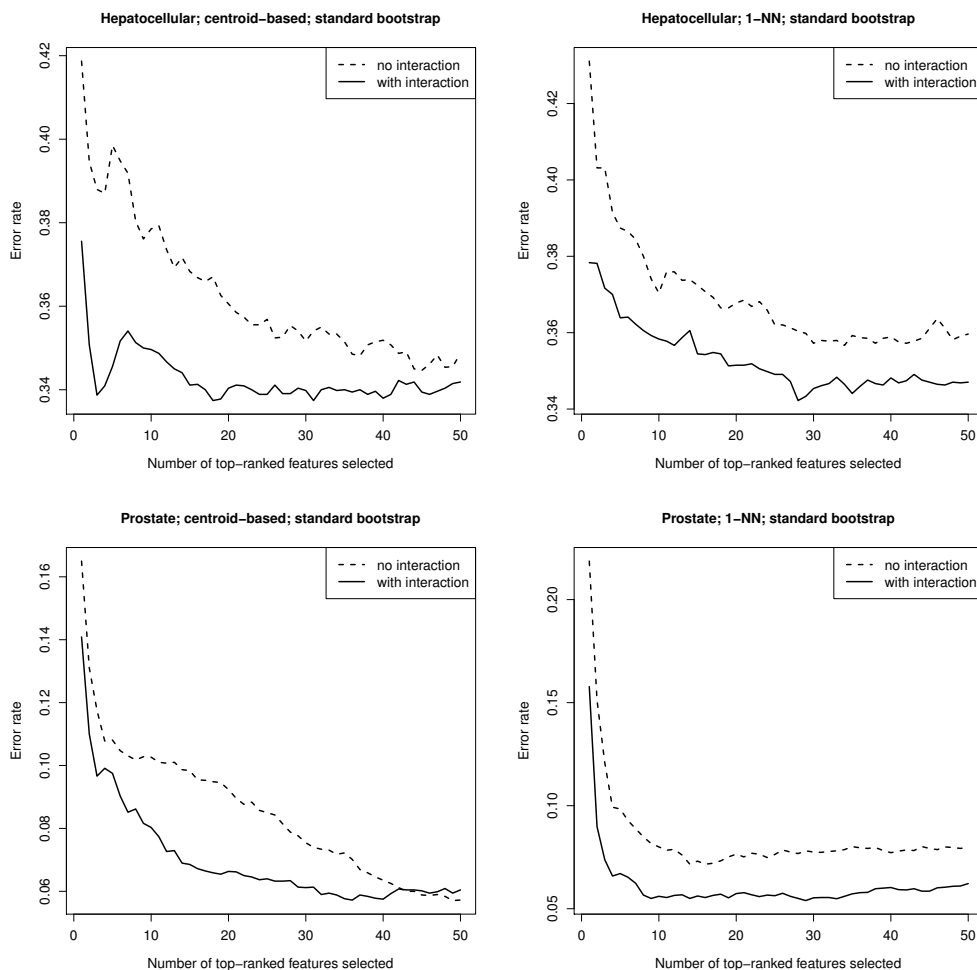 Hepatocellular; centroid−based; standard bootstrap
no interaction
with interaction
Error rate
0.42
0.40
0.38
0.36
0.34
0 10 20 30 40 50
Number of top−ranked features selected
Hepatocellular; 1−NN; standard bootstrap
no interaction
with interaction
Error rate
0.42
0.40
0.38
0.36
0.34
0 10 20 30 40 50
Number of top−ranked features selected
Prostate; centroid−based; standard bootstrap
no interaction
with interaction
Error rate
0.16
0.14
0.12
0.10
0.08
0.06
0 10 20 30 40 50
Number of top−ranked features selected
Prostate; 1−NN; standard bootstrap
no interaction
with interaction
Error rate
0.20
0.15
0.10
0.05
0 10 20 30 40 50
Number of top−ranked features selected